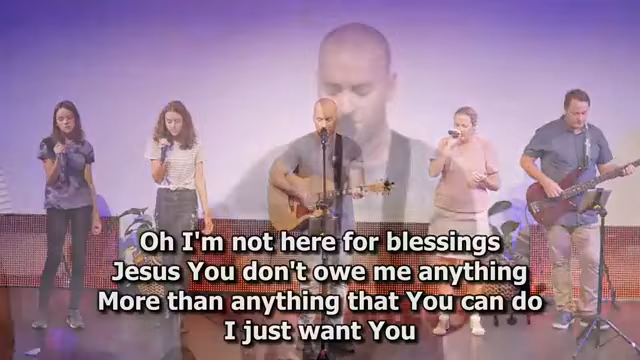 Oh I'm not here for blessings
Jesus You don't owe me anything
More than anything that You can do
I just want You